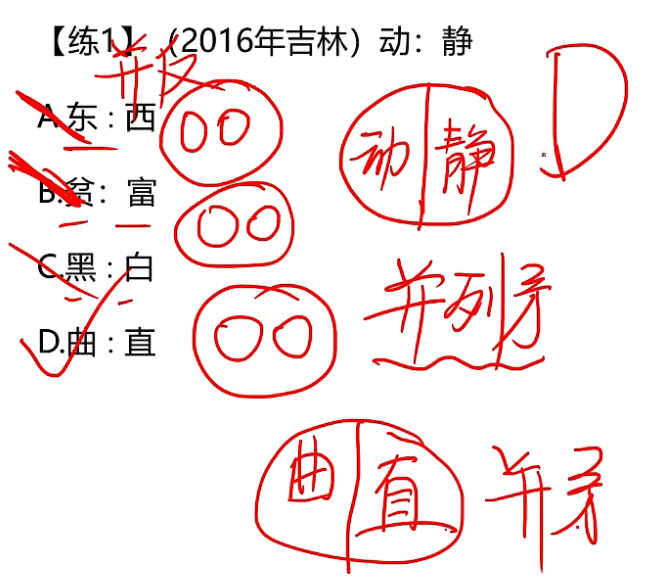 【练1】（2016年吉林）动：静
并反
A.东：西
动 静
B.贫：富
C.黑：白
并列矛
D.曲：直
曲 直 并矛